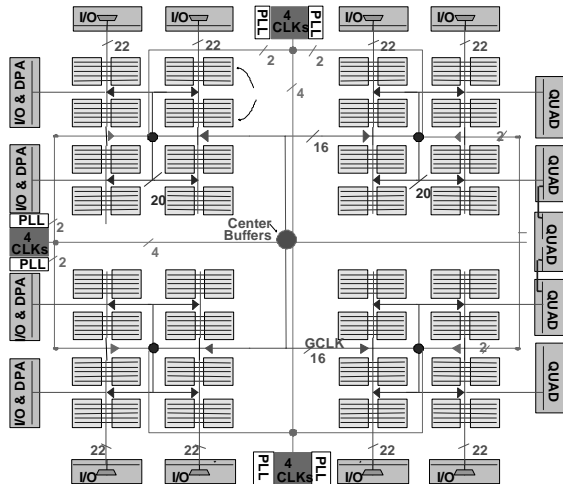 I/O
I/O
PLL
4
CLKs
PLL
I/O
I/O
22
22
2
2
22
22
I/O & DPA
4
QUAD
16
2
I/O & DPA
QUAD
20
20
PLL
2
4
CLKs
PLL
2
4
Center
Buffers
QUAD
I/O & DPA
QUAD
GCLK
16
2
I/O & DPA
QUAD
22
22
22
22
I/O
I/O
PLL
4
CLKs
PLL
I/O
I/O